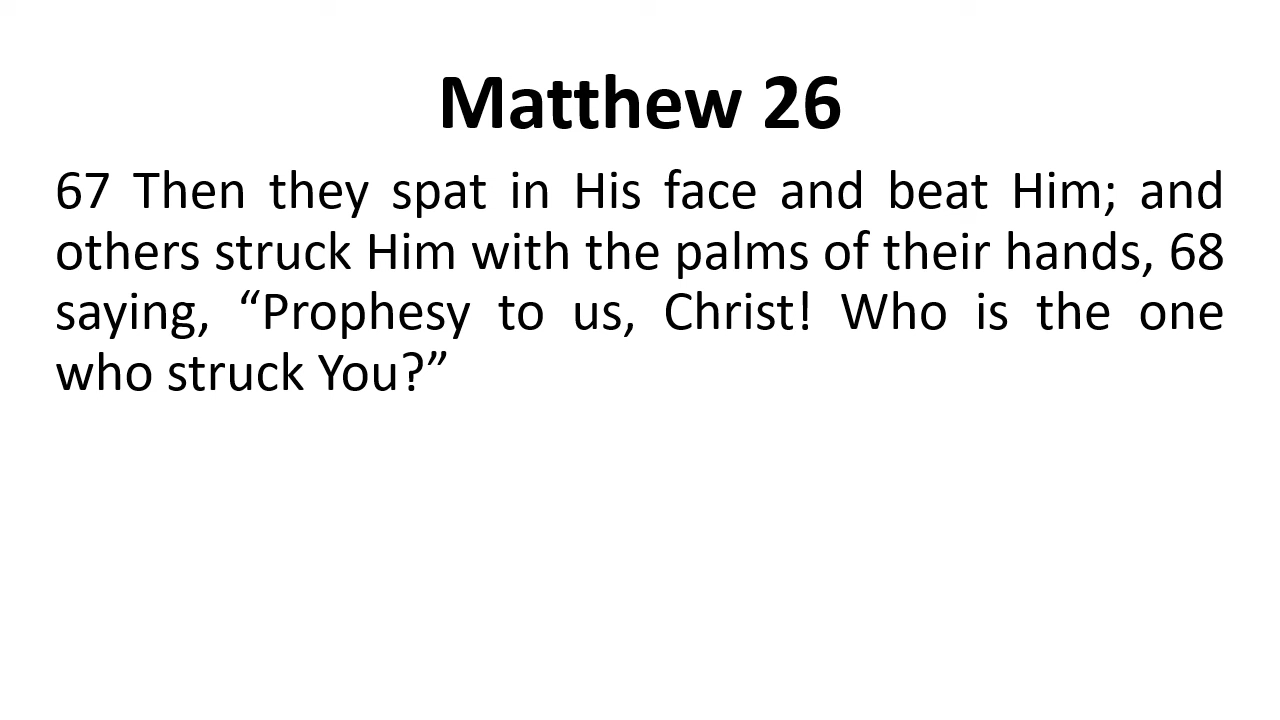 Matthew 26
67 Then they spat in His face and beat Him; and
others struck Him with the palms of their hands, 68
saying, “Prophesy to us, Christ! Who is the one
who struck You?”